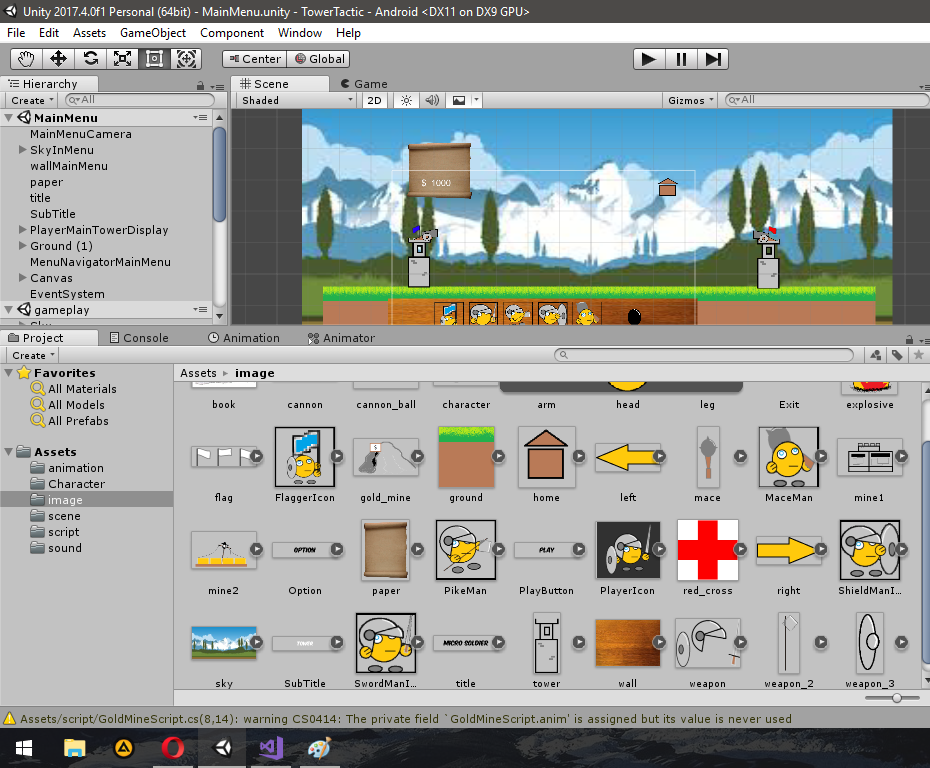 Unity 2017.4.0f1 Personal (64bit) - MainMenu.unity - TowerTactic - Android <DX11 on DX9 GPU>
File Edit Assets GameObject Component Window Help
Center Global
Hierarchy
Create All
MainMenu
MainMenuCamera
SkyInMenu
wallMainMenu
paper
title
SubTitle
PlayerMainTowerDisplay
Ground (1)
MenuNavigatorMainMenu
Canvas
EventSystem
gameplay
Scene Game
Shaded 2D Gizmos All
$ 1000
Project Console Animation Animator
Create
Favorites
All Materials
All Models
All Prefabs
Assets
animation
Character
image
scene
script
sound
Assets image
book cannon cannon_ball character arm head leg Exit explosive
flag FlaggerIcon gold_mine ground home left mace MaceMan mine1
OPTION PLAY
mine2 Option paper PikeMan PlayButton PlayerIcon red_cross right ShieldManI...
TOWER MICRO SOLDIER
sky SubTitle SwordManI... title tower wall weapon weapon_2 weapon_3
Assets/script/GoldMineScript.cs(8,14): warning CS0414: The private field `GoldMineScript.anim' is assigned but its value is never used